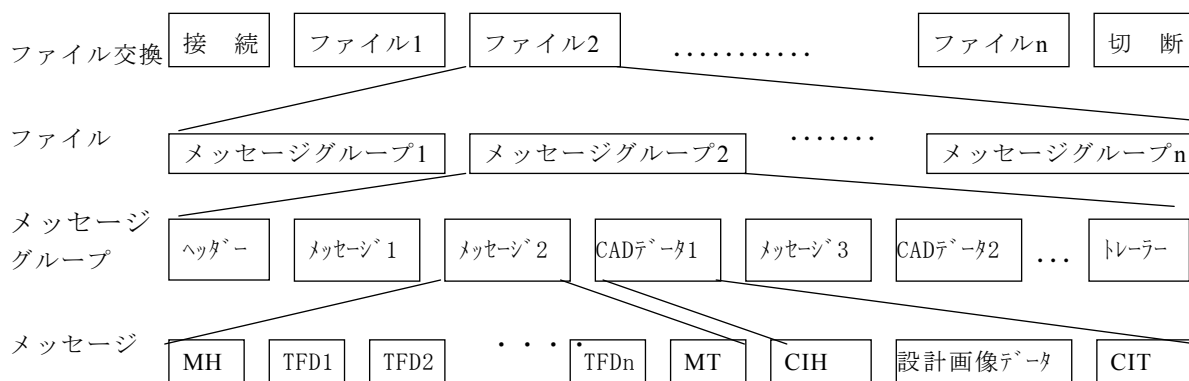 ファイル交換 接 続 ファイル1 ファイル2 ･･･････････ ファイルn 切 断
ファイル メッセージグループ1 メッセージグループ2 ･･･････ メッセージグループn
メッセージ
グループ ﾍｯﾀﾞｰ ﾒｯｾｰｼﾞ1 ﾒｯｾｰｼﾞ2 CADﾃﾞｰﾀ1 ﾒｯｾｰｼﾞ3 CADﾃﾞｰﾀ2 ･･･ ﾄﾚｰﾗｰ
メッセージ MH TFD1 TFD2 ････ TFDn MT CIH 設計画像ﾃﾞｰﾀ CIT